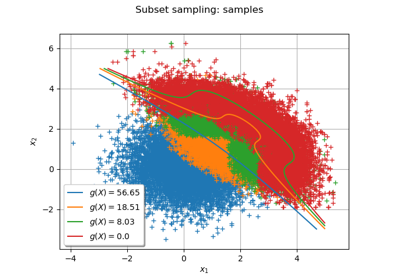 Subset sampling: samples
6
4
2
0
−2
x2
g(X) = 56.65
g(X) = 18.51
g(X) = 8.03
g(X) = 0.0
−4
−2
0
2
4
x1